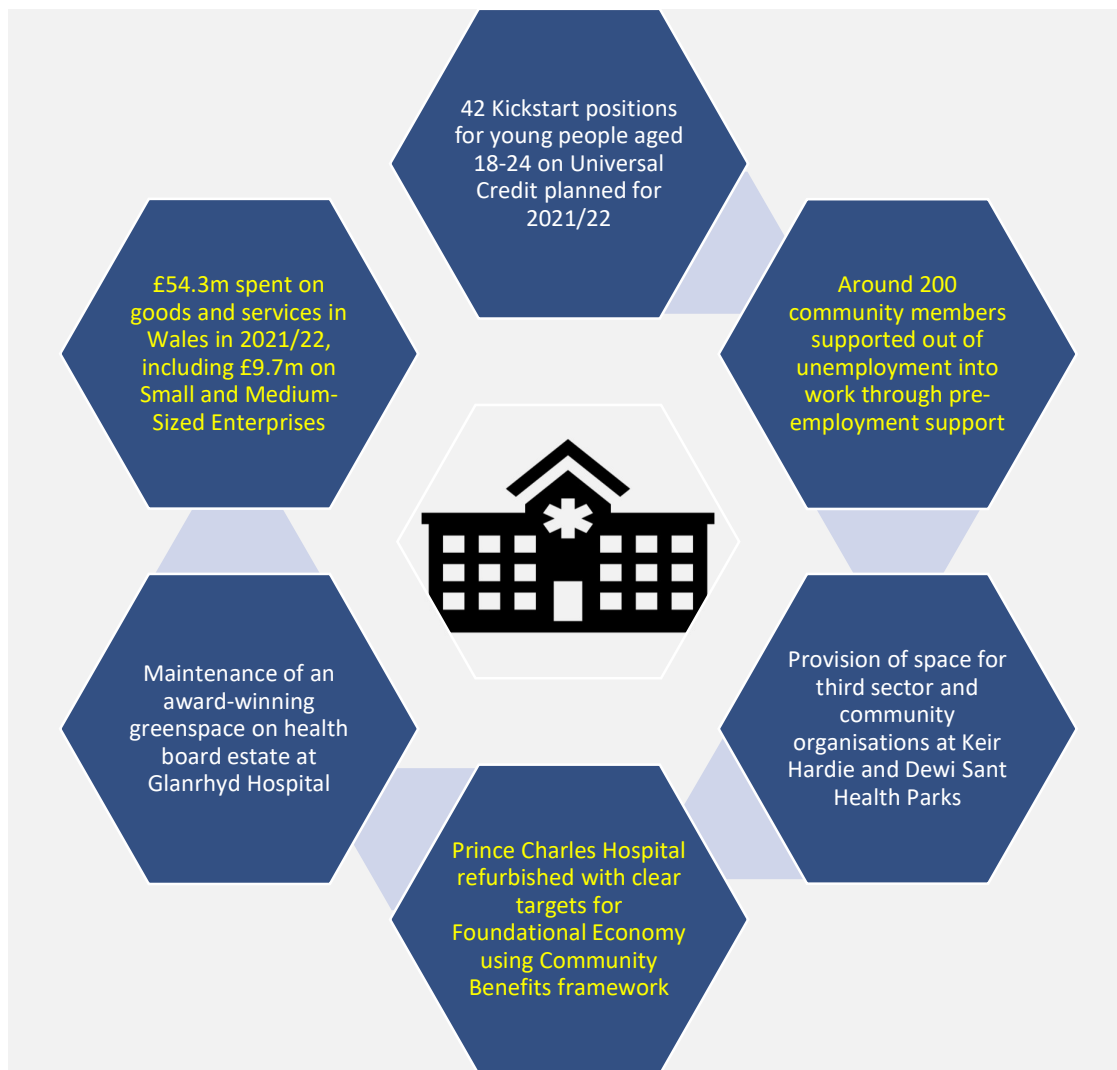 42 Kickstart positions
for young people aged
18-24 on Universal
Credit planned for
2021/22
£54.3m spent on
goods and services in
Wales in 2021/22,
including £9.7m on
Small and Medium-
Sized Enterprises
Around 200
community members
supported out of
unemployment into
work through pre-
employment support
Maintenance of an
award-winning
greenspace on health
board estate at
Glanrhyd Hospital
Provision of space for
third sector and
community
organisations at Keir
Hardie and Dewi Sant
Health Parks
Prince Charles Hospital
refurbished with clear
targets for
Foundational Economy
using Community
Benefits framework